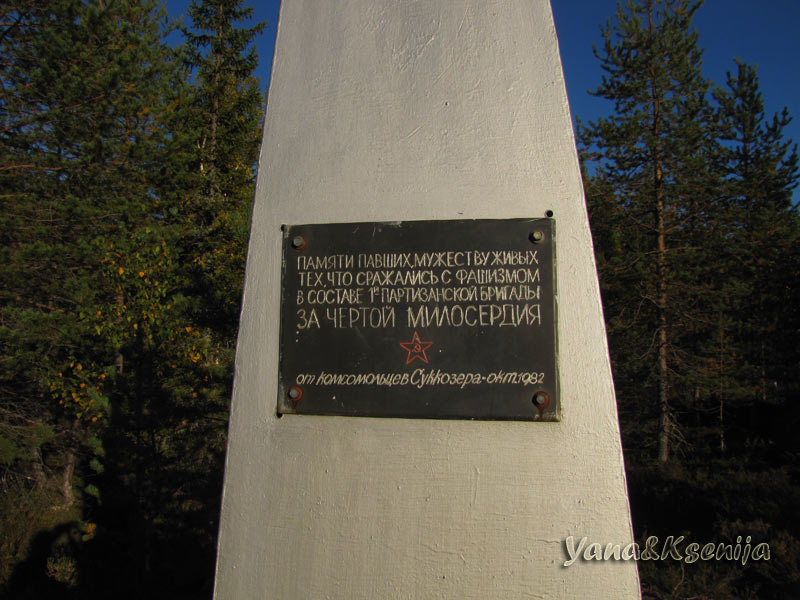 ПАМЯТИ ПАВШИХ, МУЖЕСТВУ ЖИВЫХ
ТЕХ, ЧТО СРАЖАЛИСЬ С ФАШИЗМОМ
В СОСТАВЕ 1й ПАРТИЗАНСКОЙ БРИГАДЫ
ЗА ЧЕРТОЙ МИЛОСЕРДИЯ
от комсомольцев Суккозера - окт. 1982
Yana&Ksenija